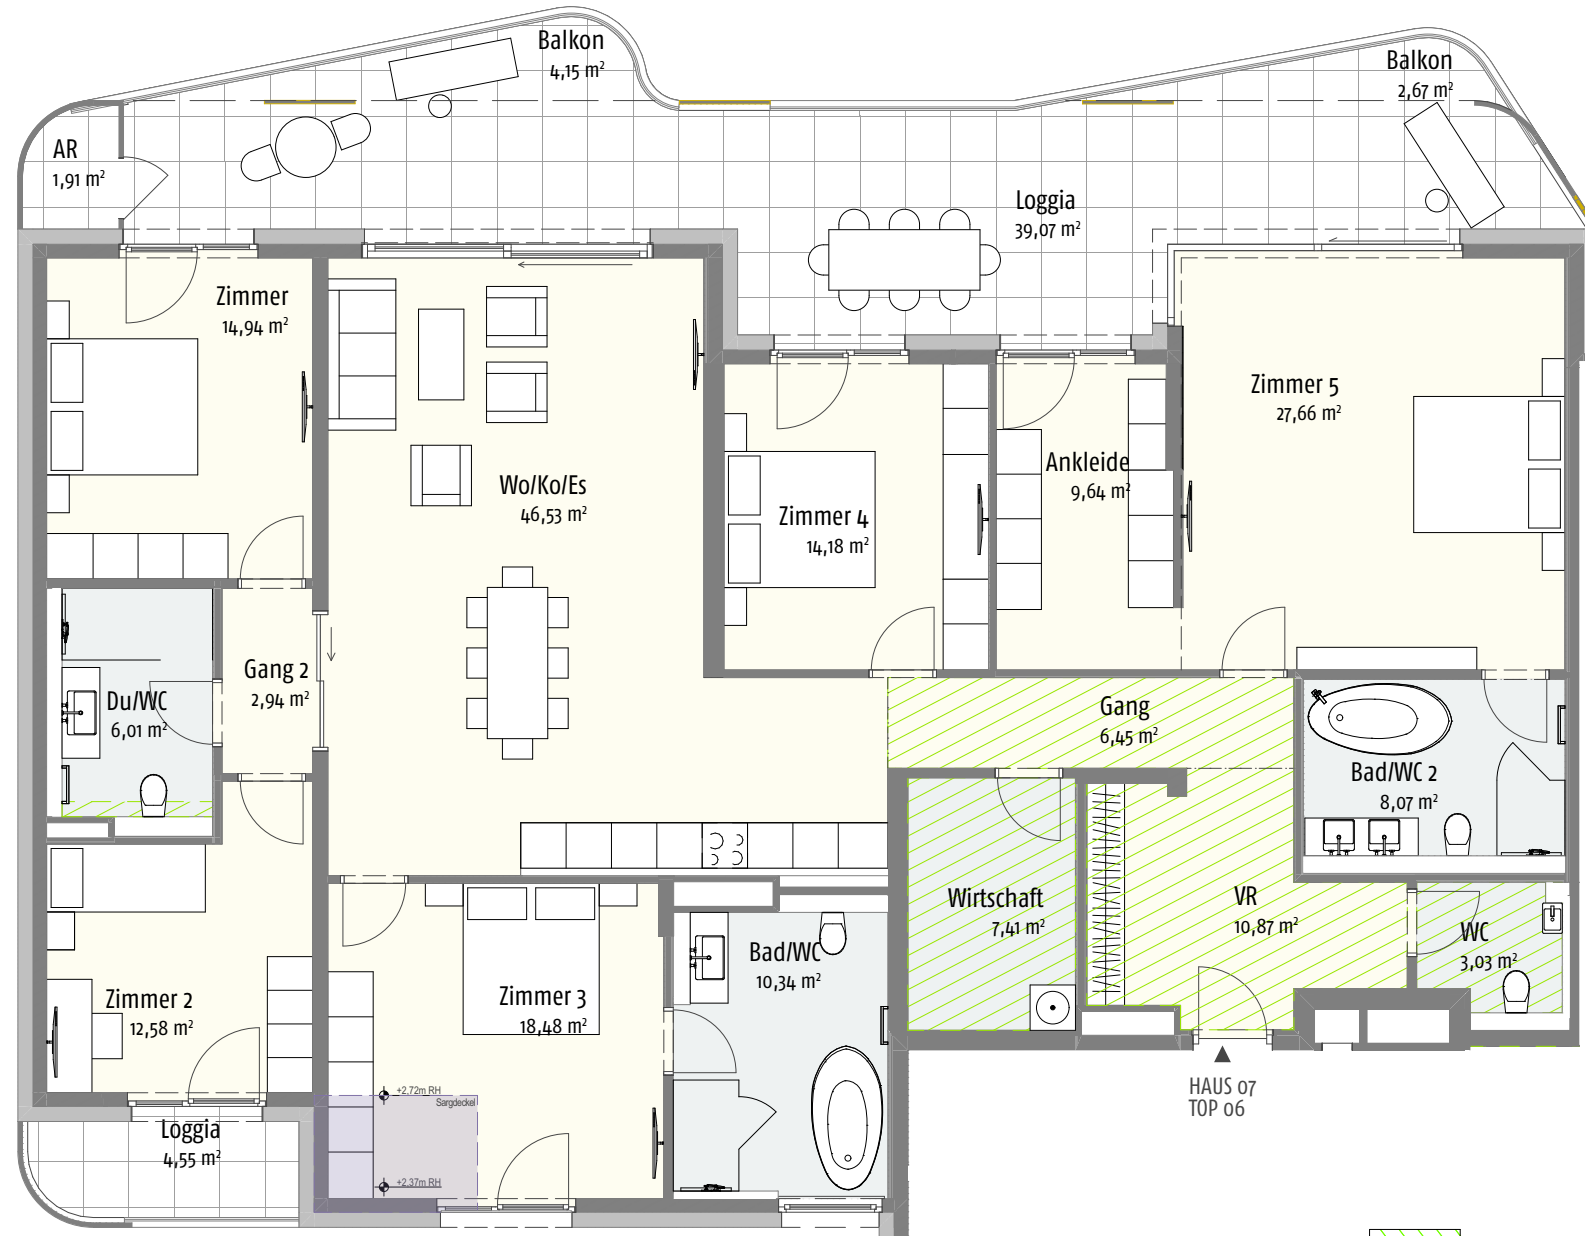 Balkon
4,15 m²
Balkon
2,67 m²
AR
1,91 m²
Loggia
39,07 m²
Zimmer
14,94 m²
Zimmer 5
27,66 m²
Wo/Ko/Es
46,53 m²
Ankleide
9,64 m²
Zimmer 4
14,18 m²
Gang 2
2,94 m²
Du/WC
6,01 m²
Gang
6,45 m²
Bad/WC 2
8,07 m²
Wirtschaft
7,41 m²
VR
10,87 m²
WC
3,03 m²
Bad/WC
10,34 m²
Zimmer 2
12,58 m²
Zimmer 3
18,48 m²
+2,72m RH
Sargdeckel
+2,37m RH
Loggia
4,55 m²
HAUS 07
TOP 06